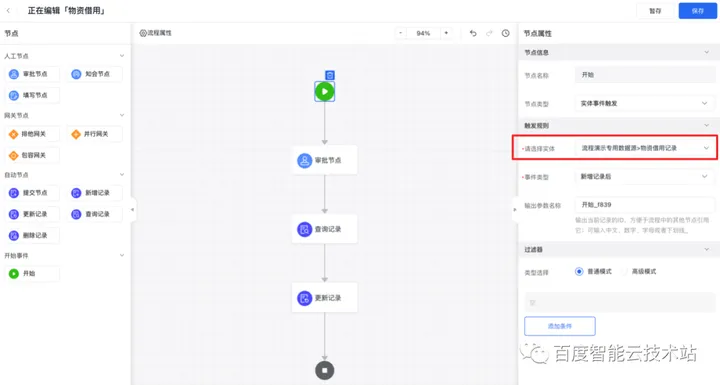 正在编辑「物资借用」
暂存
保存
节点
流程属性
- 94% +
节点属性
人工节点
审批节点
知会节点
填写节点
网关节点
排他网关
并行网关
包容网关
自动节点
提交节点
新增记录
更新记录
查询记录
删除记录
开始事件
开始
审批节点
查询记录
更新记录
节点信息
节点名称
开始
节点类型
实体事件触发
触发规则
*请选择实体
流程演示专用数据源>物资借用记录
*事件类型
新增记录后
输出参数名称
开始_f839
输出当前记录的ID，方便于流程中的其他节点引用
它；可输入中文、数字、字母或者下划线_
过滤器
类型选择
普通模式
高级模式
空
添加条件
百度智能云技术站